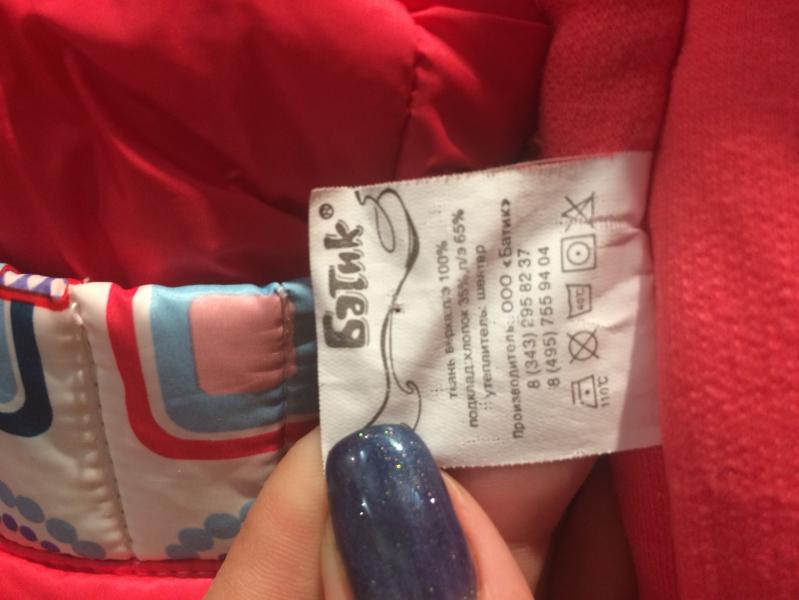 Батик®
ткань верха:п/э 100%
подклад:хлопок 35%,п/э 65%
утеплитель: шелтер
Производитель: ООО «Батик»
8 (343) 295 82 37
8 (495) 755 94 04
110°C 40°C